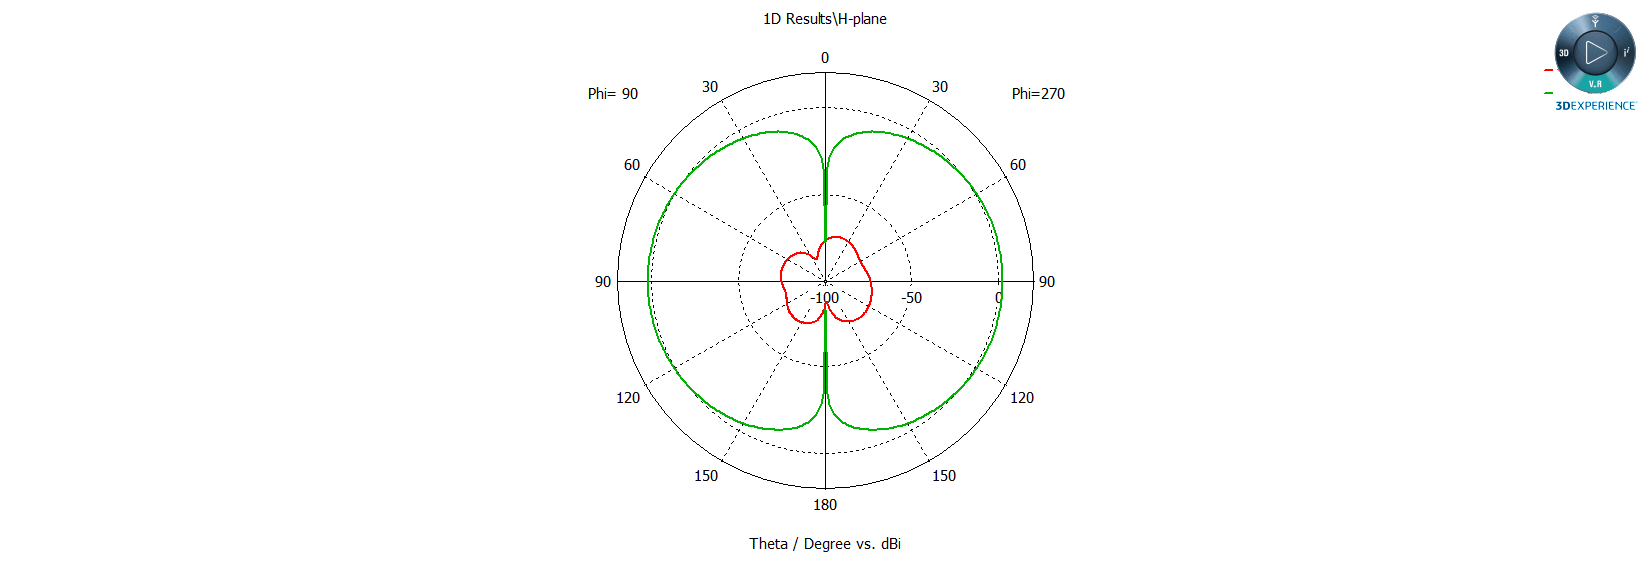 1D Results\H-plane
0
Phi= 90
30
30
Phi=270
3D
i
V.R
3DEXPERIENCE
60
60
90
-100
-50
0
90
120
120
150
150
180
Theta / Degree vs. dBi